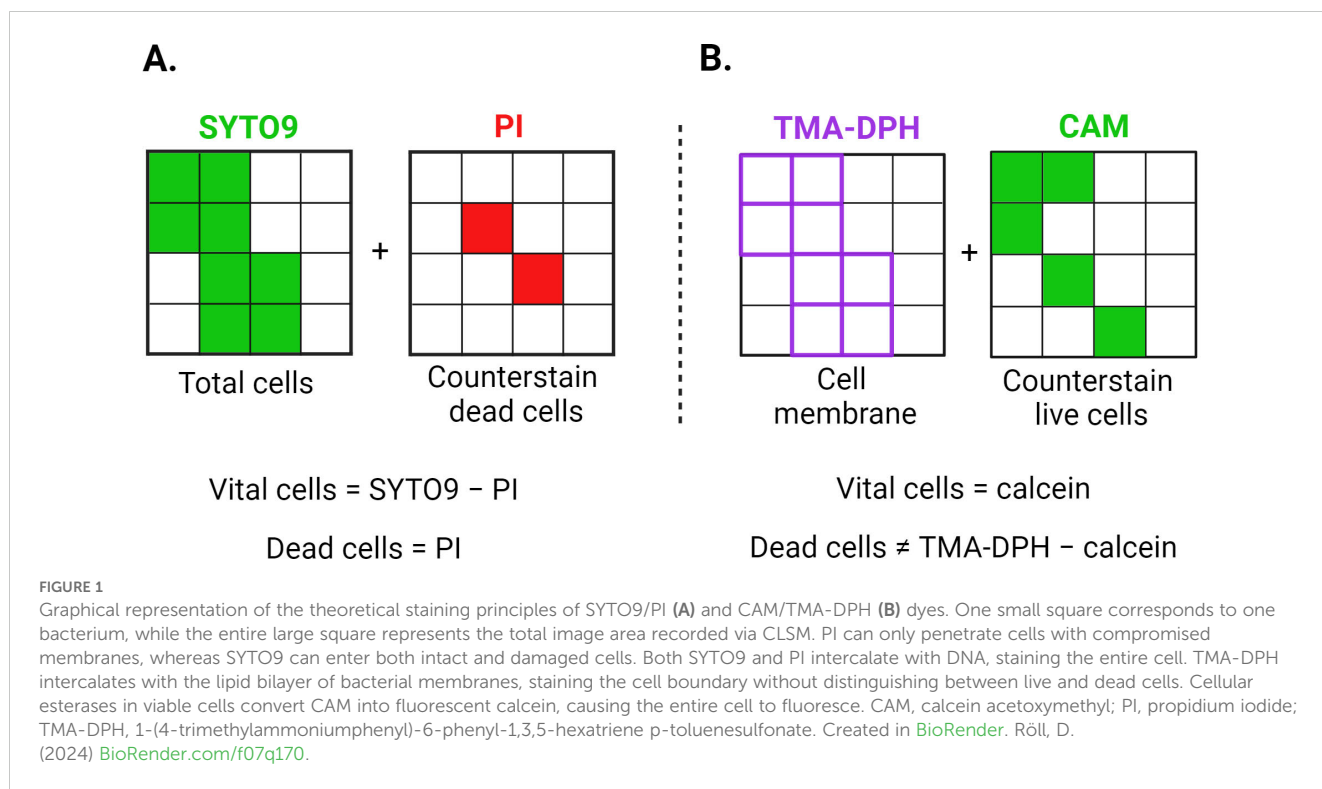 A.
B.
SYTO9
PI
TMA-DPH
CAM
+
+
Total cells
Counterstain
dead cells
Cell
membrane
Counterstain
live cells
Vital cells = SYTO9 − PI
Vital cells = calcein
Dead cells = PI
Dead cells ≠ TMA-DPH − calcein
FIGURE 1
Graphical representation of the theoretical staining principles of SYTO9/PI (A) and CAM/TMA-DPH (B) dyes. One small square corresponds to one
bacterium, while the entire large square represents the total image area recorded via CLSM. PI can only penetrate cells with compromised
membranes, whereas SYTO9 can enter both intact and damaged cells. Both SYTO9 and PI intercalate with DNA, staining the entire cell. TMA-DPH
intercalates with the lipid bilayer of bacterial membranes, staining the cell boundary without distinguishing between live and dead cells. Cellular
esterases in viable cells convert CAM into fluorescent calcein, causing the entire cell to fluoresce. CAM, calcein acetoxymethyl; PI, propidium iodide;
TMA-DPH, 1-(4-trimethylammoniumphenyl)-6-phenyl-1,3,5-hexatriene p-toluenesulfonate. Created in BioRender. Röll, D.
(2024) BioRender.com/f07q170.